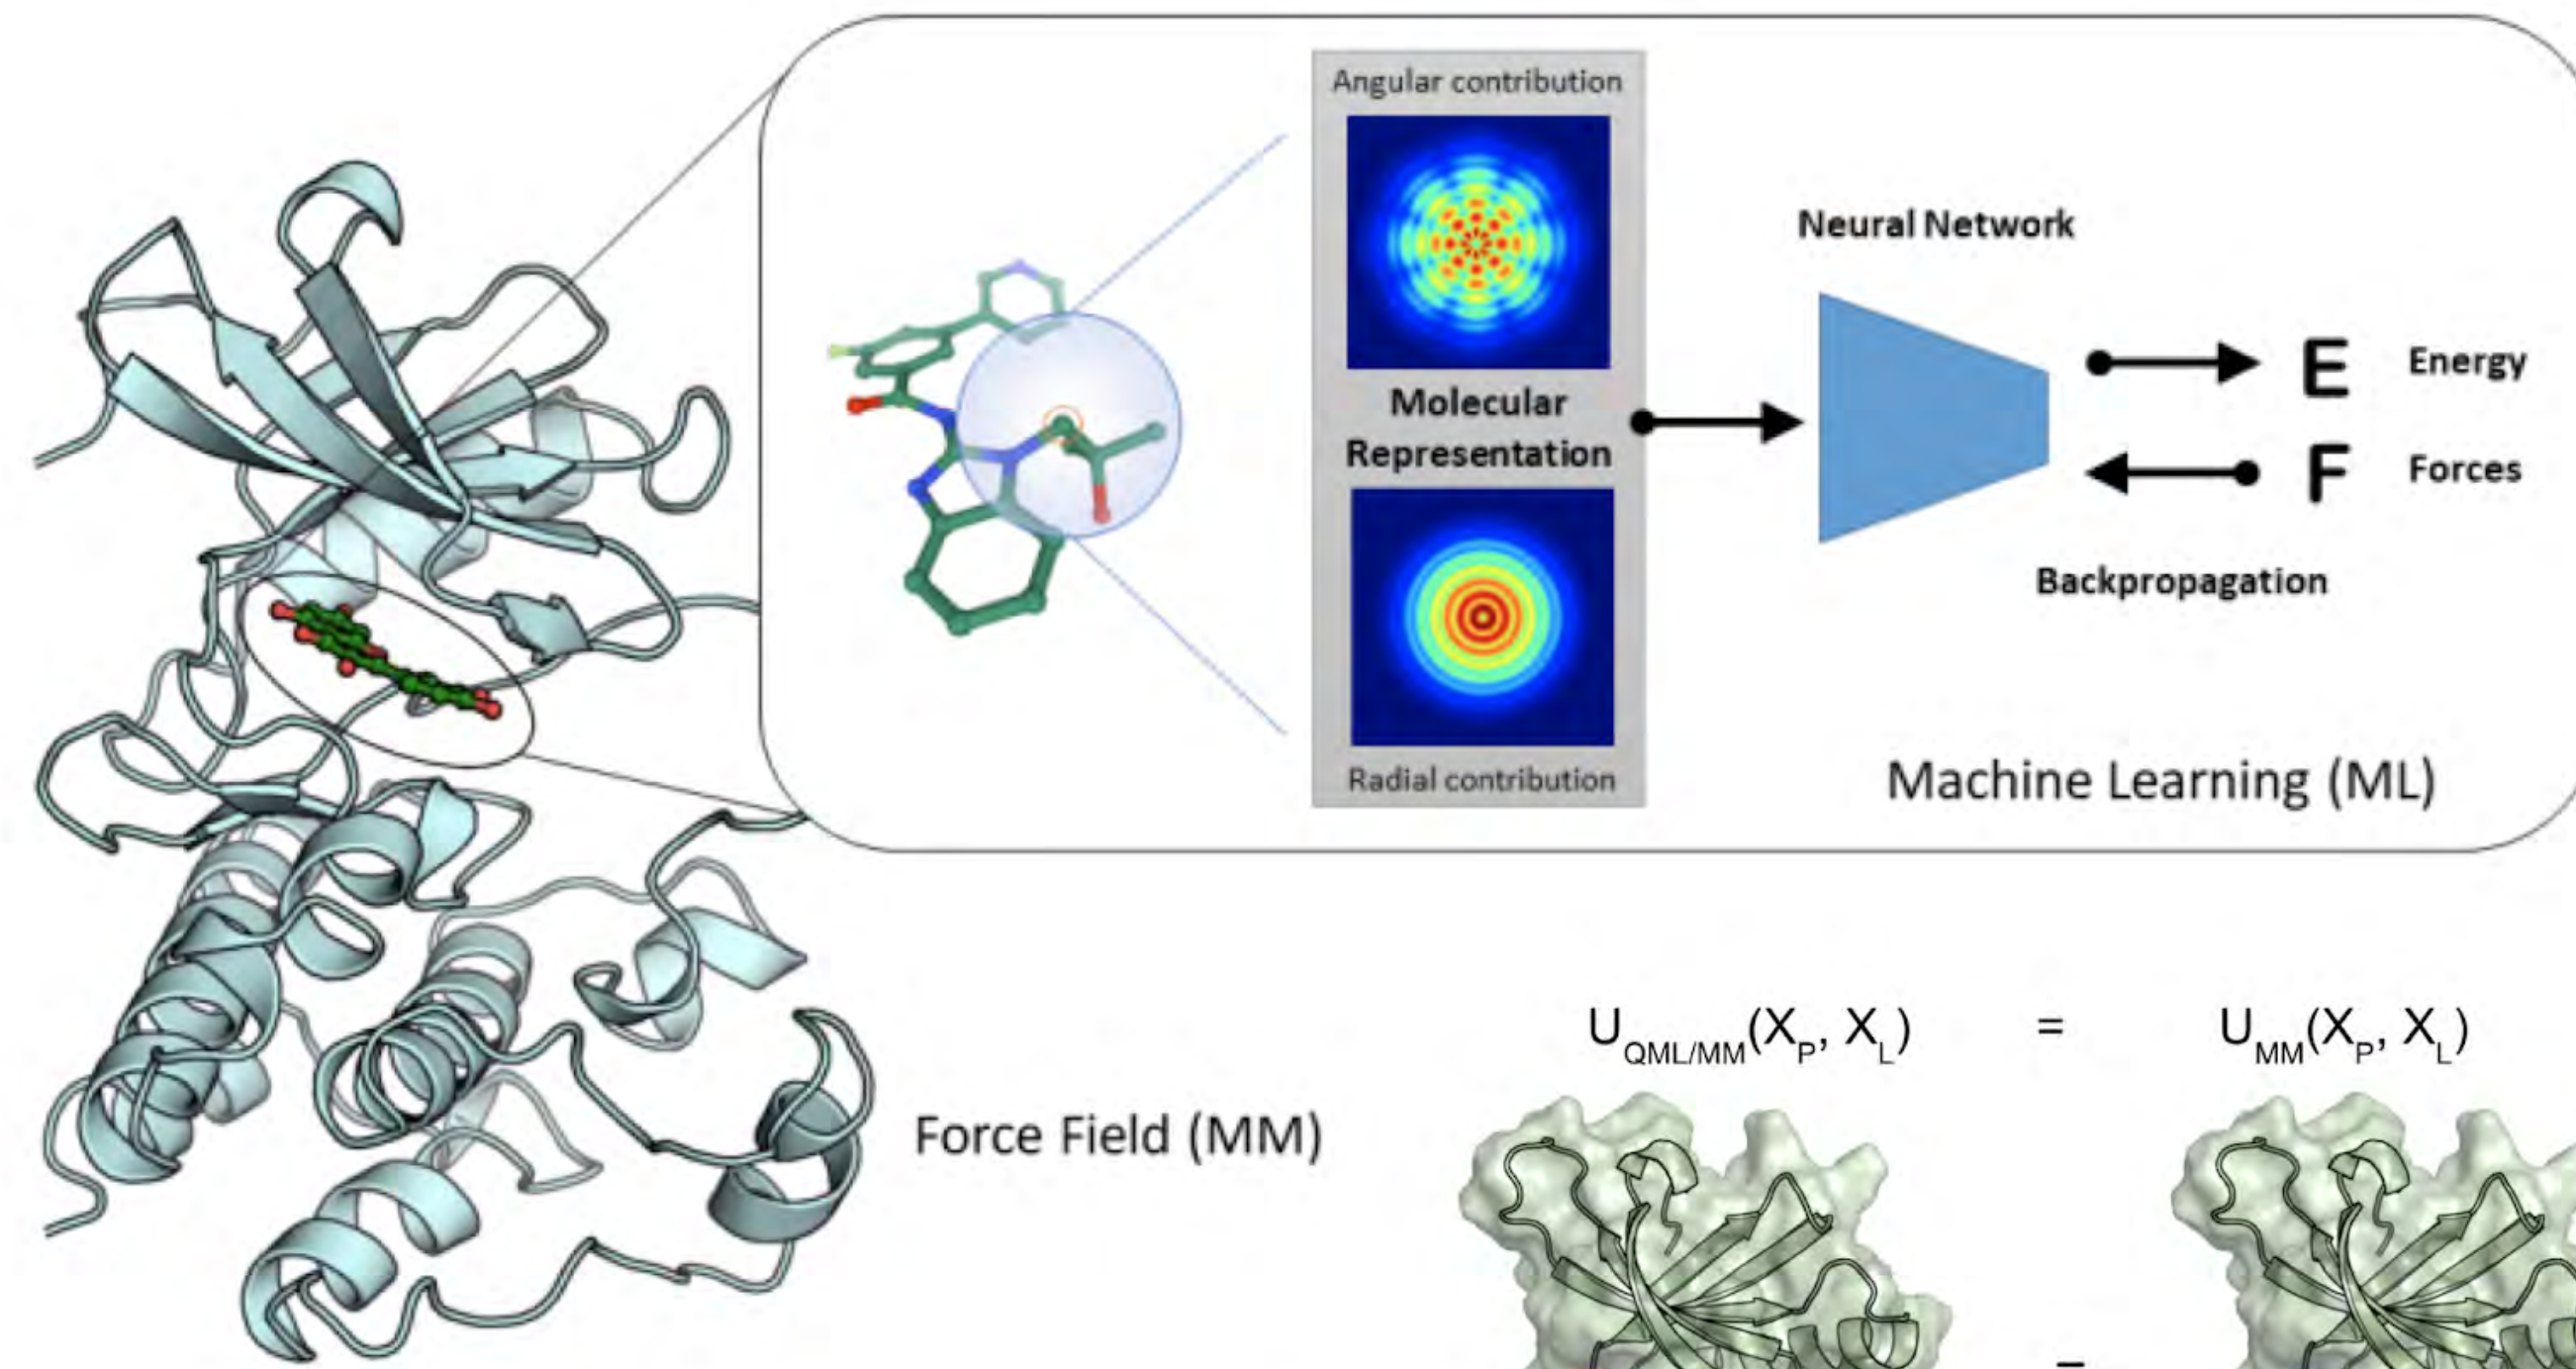 Angular contribution
Molecular
Representation
Radial contribution
Neural Network
E Energy
F Forces
Backpropagation
Machine Learning (ML)
Force Field (MM)
U_QML/MM(X_P, X_L) = U_MM(X_P, X_L)
=